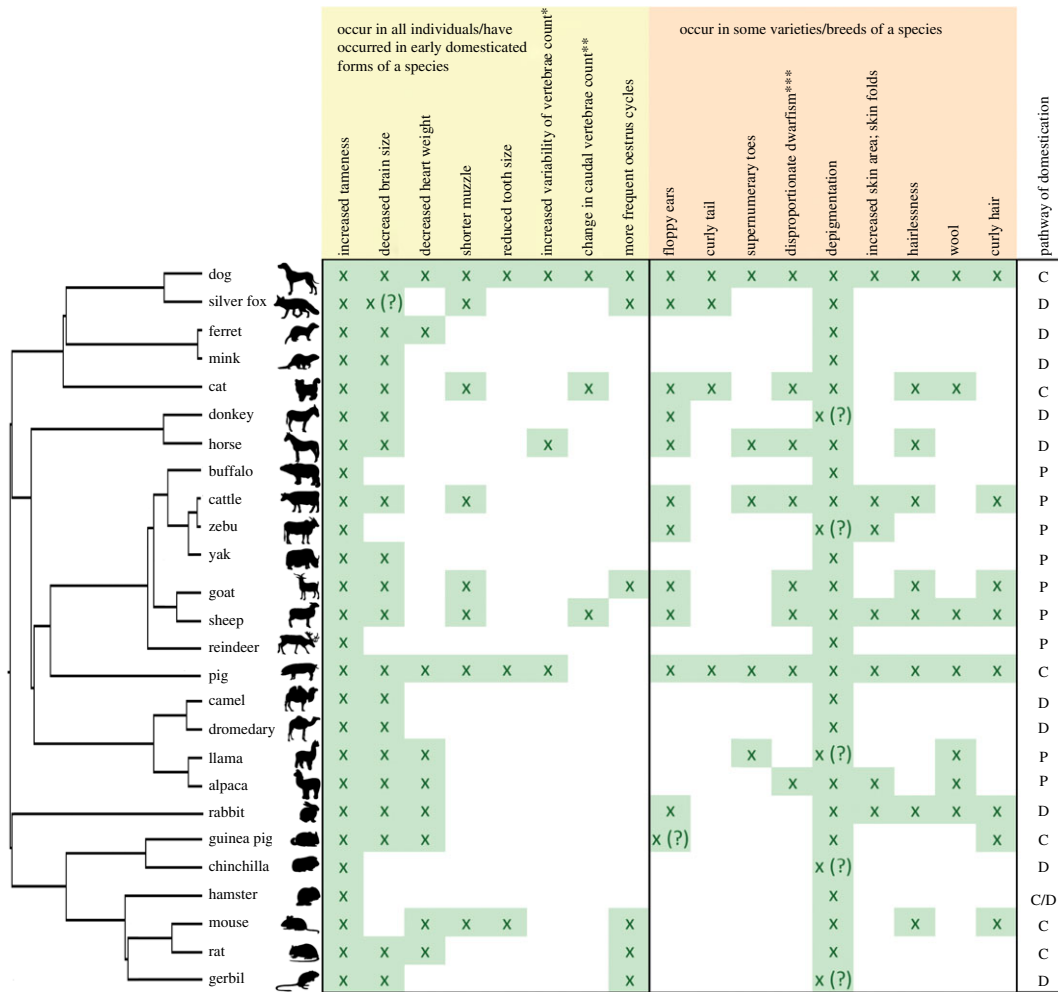 occur in all individuals/have
occurred in early domesticated
forms of a species
occur in some varieties/breeds of a species
increased tameness
decreased brain size
decreased heart weight
shorter muzzle
reduced tooth size
increased variability of vertebrae count*
change in caudal vertebrae count**
more frequent oestrus cycles
floppy ears
curly tail
supernumerary toes
disproportionate dwarfism***
depigmentation
increased skin area; skin folds
hairlessness
wool
curly hair
pathway of domestication
dog x x x x x x x x x x x x x x x x x C
silver fox x x (?) x x x x x D
ferret x x x x D
mink x x x D
cat x x x x x x x x x x C
donkey x x x x (?) D
horse x x x x x x x x D
buffalo x x P
cattle x x x x x x x x x x P
zebu x x x (?) x P
yak x x x P
goat x x x x x x x x x P
sheep x x x x x x x x x x x P
reindeer x x P
pig x x x x x x x x x x x x x x x C
camel x x x D
dromedary x x x D
llama x x x x x (?) x P
alpaca x x x x x x x P
rabbit x x x x x x x x x D
guinea pig x x x x (?) x x C
chinchilla x x (?) D
hamster x x C/D
mouse x x x x x x x x C
rat x x x x x C
gerbil x x x x (?) D